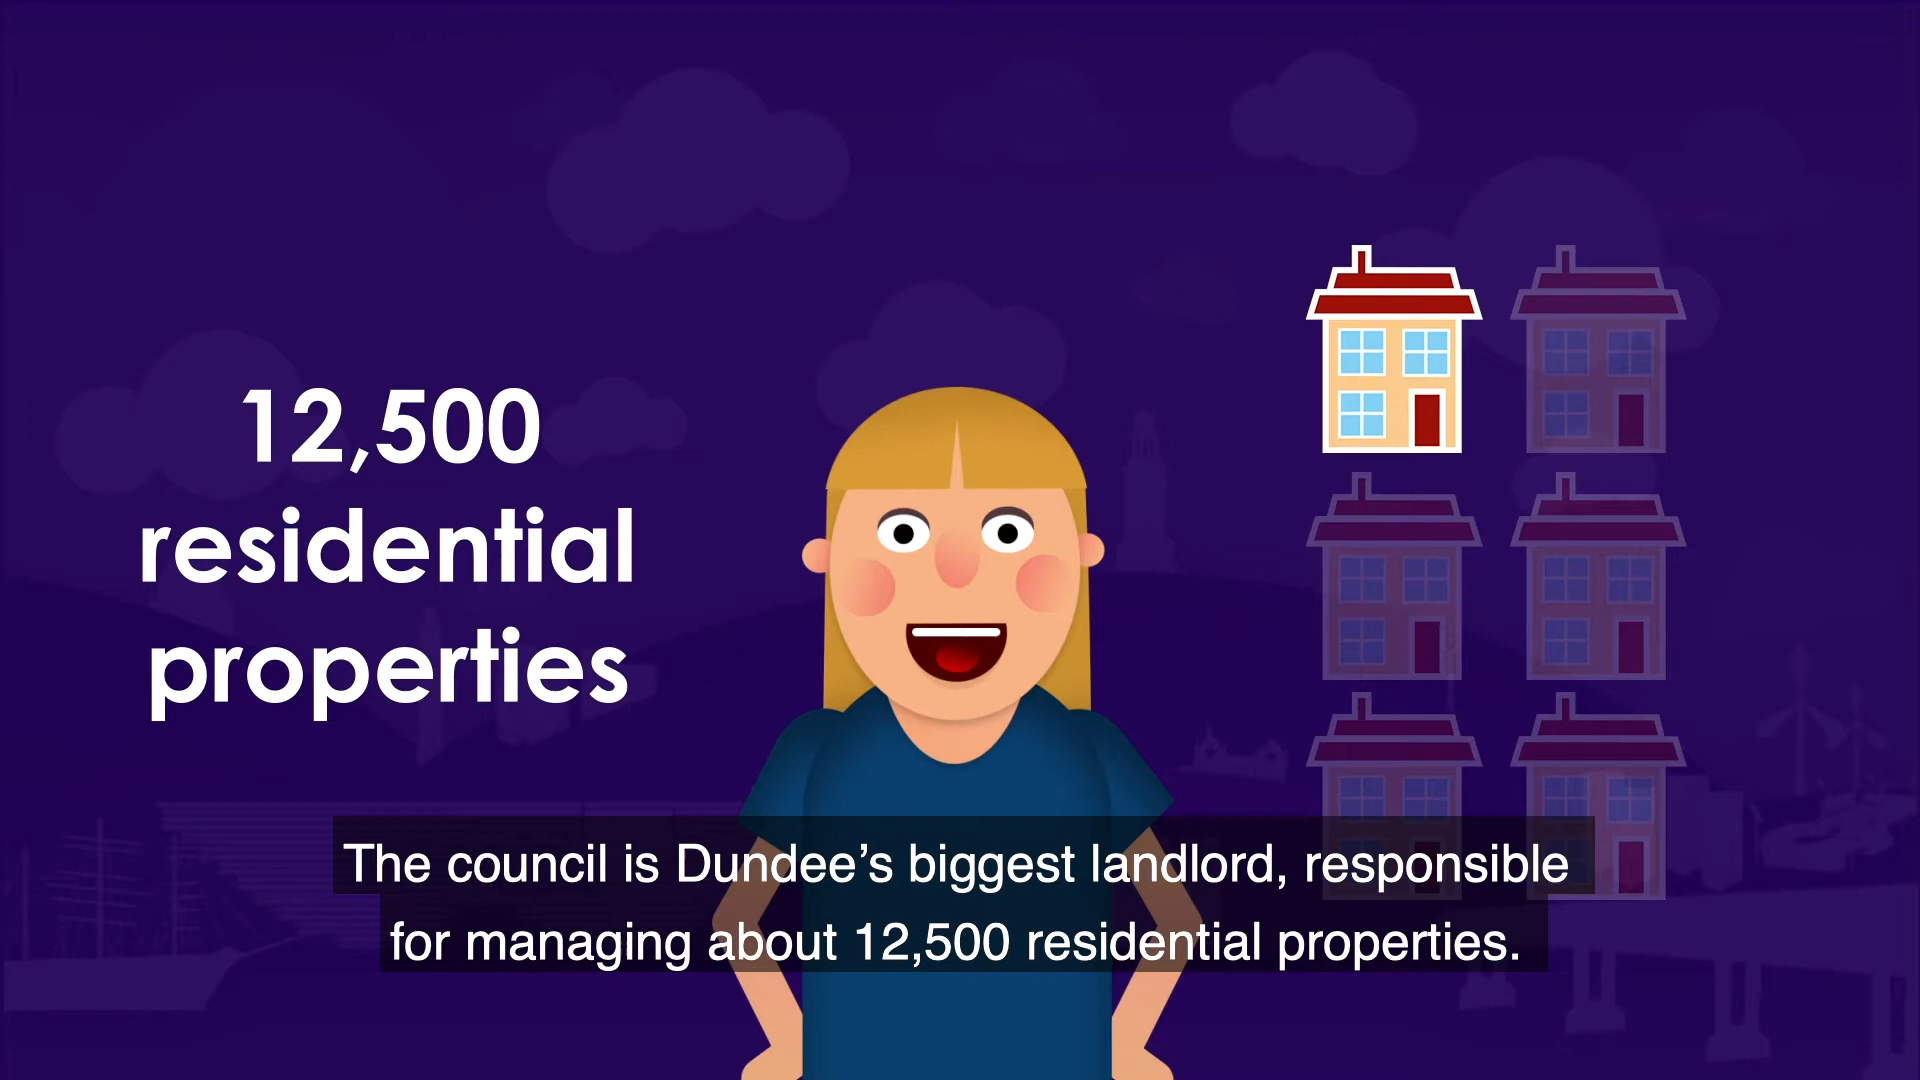 12,500
residential
properties
The council is Dundee’s biggest landlord, responsible
for managing about 12,500 residential properties.